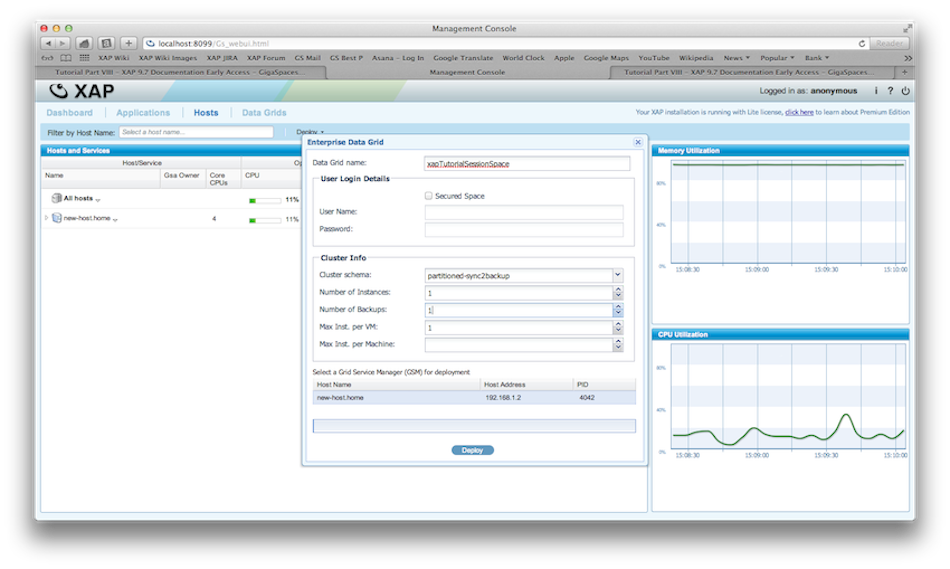 Management Console
localhost:8099/Gs_webui.html
Reader
XAP Wiki XAP Wiki Images XAP JIRA XAP Forum GS Mail GS Best P Asana – Log In Google Translate World Clock Apple Google Maps YouTube Wikipedia News Popular Bank
Tutorial Part VIII – XAP 9.7 Documentation Early Access – GigaSpaces... Management Console Tutorial Part VIII – XAP 9.7 Documentation Early Access – GigaSpaces...
XAP
Logged in as: anonymous i ?
Dashboard Applications Hosts Data Grids
Your XAP installation is running with Lite license, click here to learn about Premium Edition
Filter by Host Name: Select a host name... Deploy
Hosts and Services
Host/Service Op
Name Gsa Owner Core CPUs CPU
All hosts 11%
new-host.home 4 11%
Enterprise Data Grid
Data Grid name: xapTutorialSessionSpace
User Login Details
Secured Space
User Name:
Password:
Cluster Info
Cluster schema: partitioned-sync2backup
Number of Instances: 1
Number of Backups: 1
Max Inst. per VM: 1
Max Inst. per Machine:
Select a Grid Service Manager (GSM) for deployment
Host Name Host Address PID
new-host.home 192.168.1.2 4042
Deploy
Memory Utilization
80%
40%
0%
15:08:30 15:09:00 15:09:30 15:10:00
CPU Utilization
80%
40%
0%
15:08:30 15:09:00 15:09:30 15:10:00